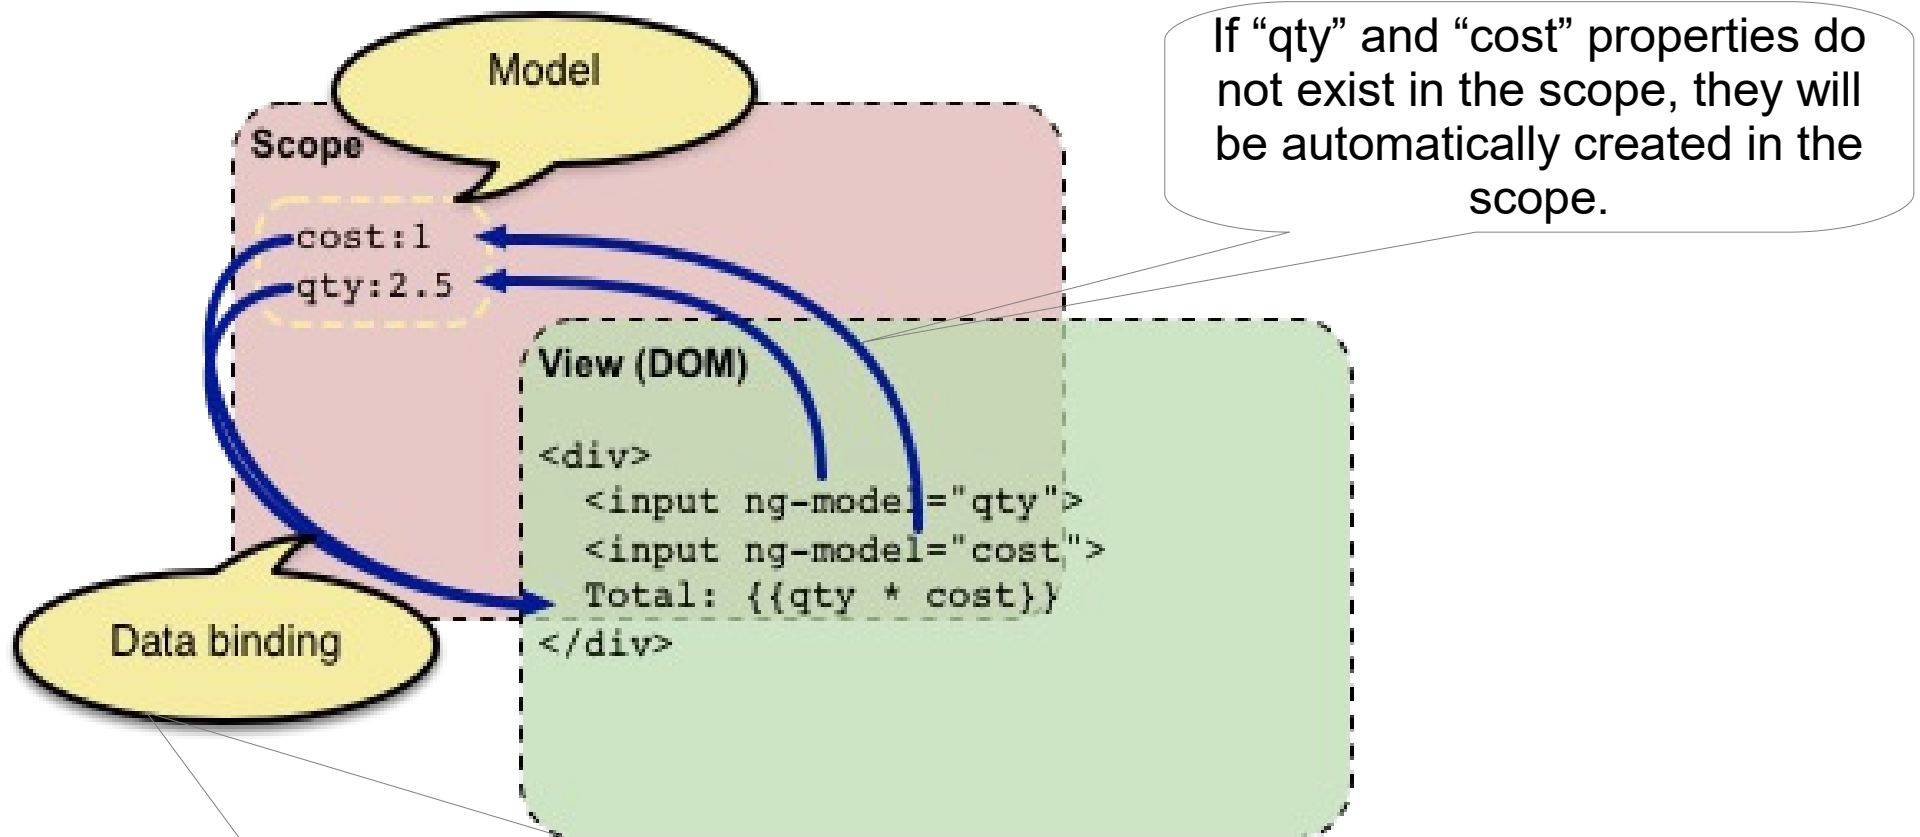 Model
If “qty” and “cost” properties do
not exist in the scope, they will
be automatically created in the
scope.
Scope
cost:1
qty:2.5
View (DOM)
<div>
<input ng-model="qty">
<input ng-model="cost">
Total: {{qty * cost}}
</div>
Data binding